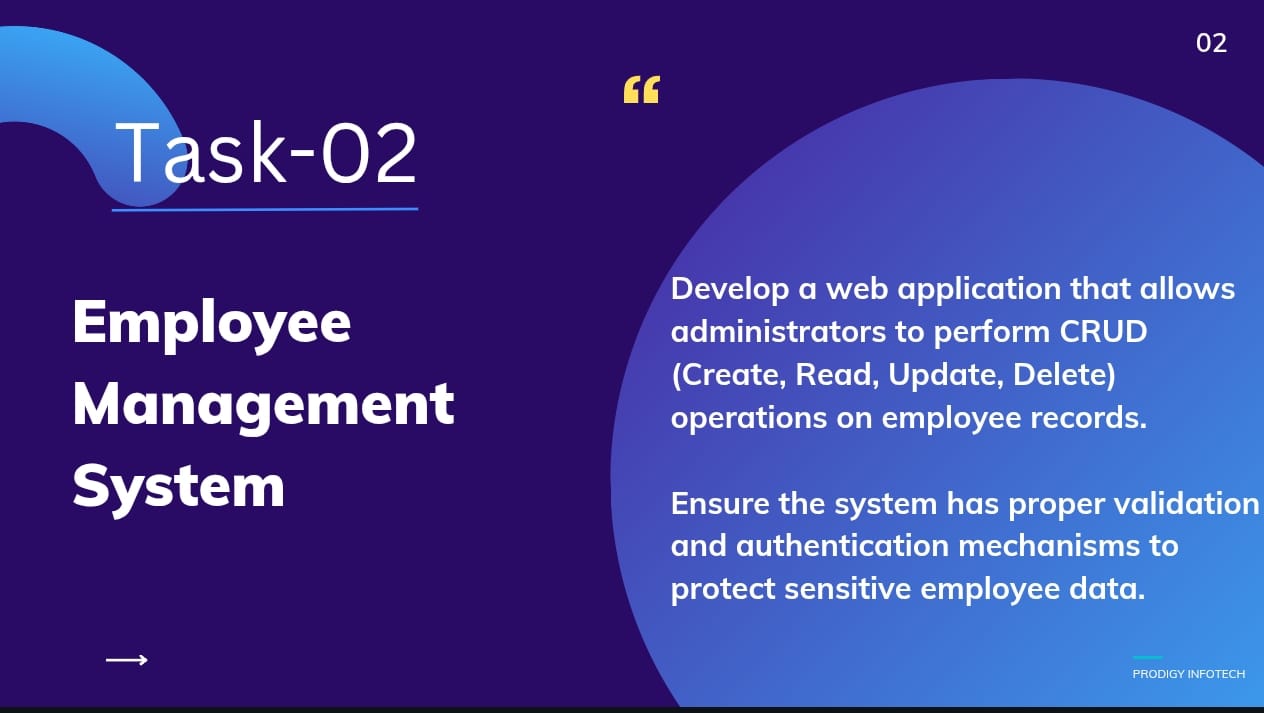 02
“
Task-02
Employee
Management
System
Develop a web application that allows
administrators to perform CRUD
(Create, Read, Update, Delete)
operations on employee records.
Ensure the system has proper validation
and authentication mechanisms to
protect sensitive employee data.
PRODIGY INFOTECH